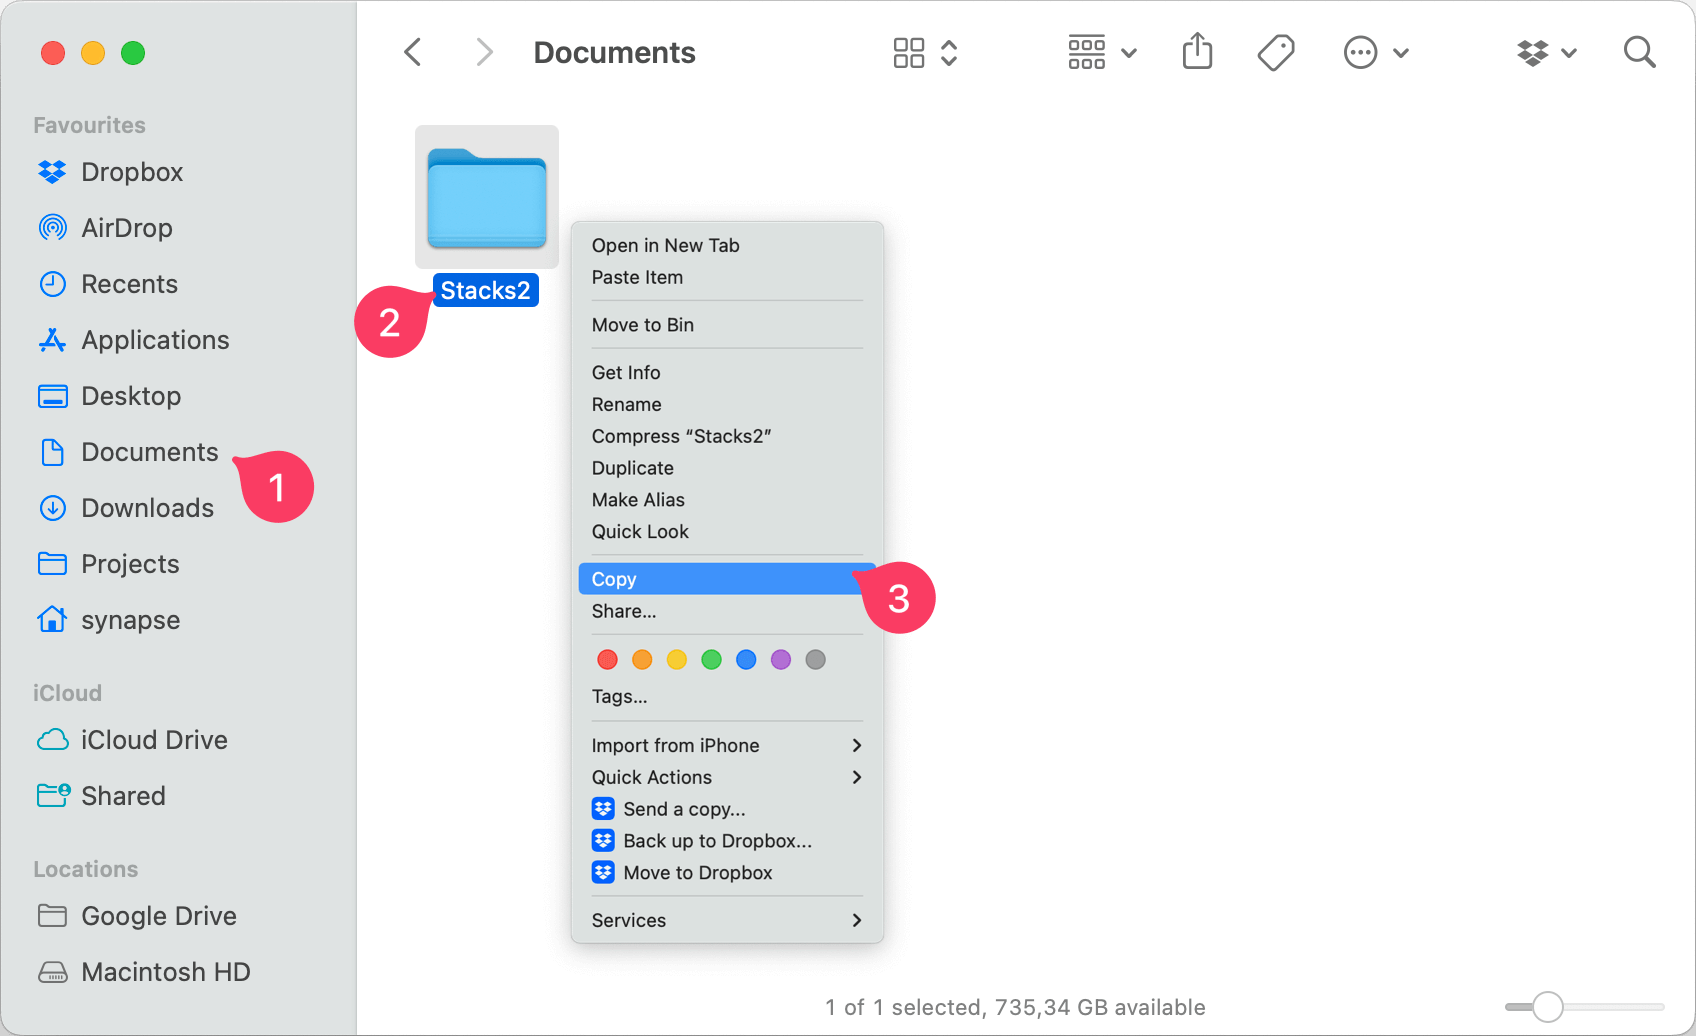 Documents
Favourites
Dropbox
AirDrop
Recents
Applications
Desktop
Documents
1
Downloads
Projects
synapse
iCloud
iCloud Drive
Shared
Locations
Google Drive
Macintosh HD
Stacks2
2
Open in New Tab
Paste Item
Move to Bin
Get Info
Rename
Compress “Stacks2”
Duplicate
Make Alias
Quick Look
Copy
3
Share...
Tags...
Import from iPhone
Quick Actions
Send a copy...
Back up to Dropbox...
Move to Dropbox
Services
1 of 1 selected, 735,34 GB available